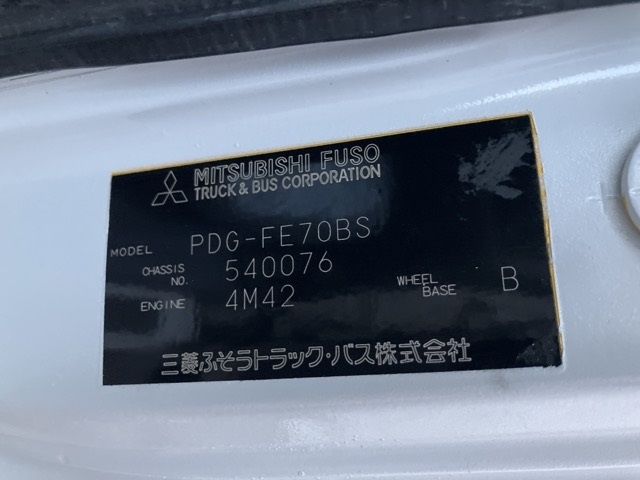 MITSUBISHI FUSO
TRUCK & BUS CORPORATION
MODEL PDG-FE70BS
CHASSIS NO. 540076
ENGINE 4M42 WHEEL BASE B
三菱ふそうトラック・バス株式会社